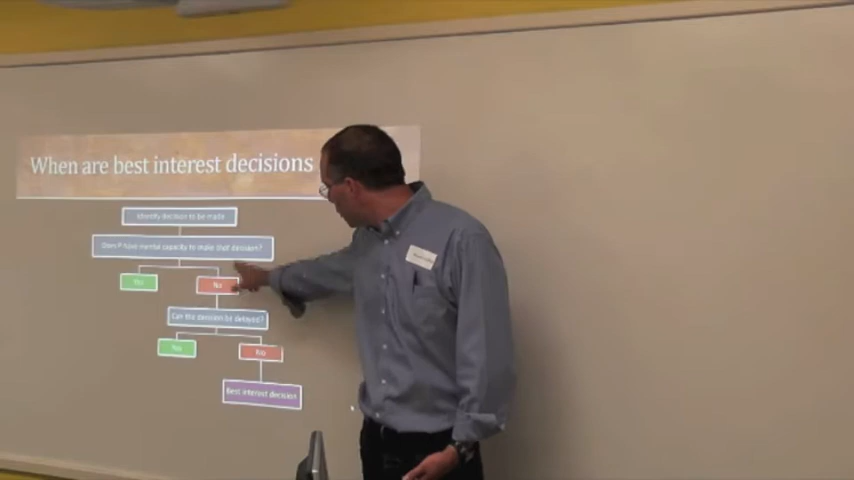 When are best interest decisions
Identify decision to be made
Does P have mental capacity to make that decision?
Yes
No
Can the decision be delayed?
Yes
No
Best interest decision